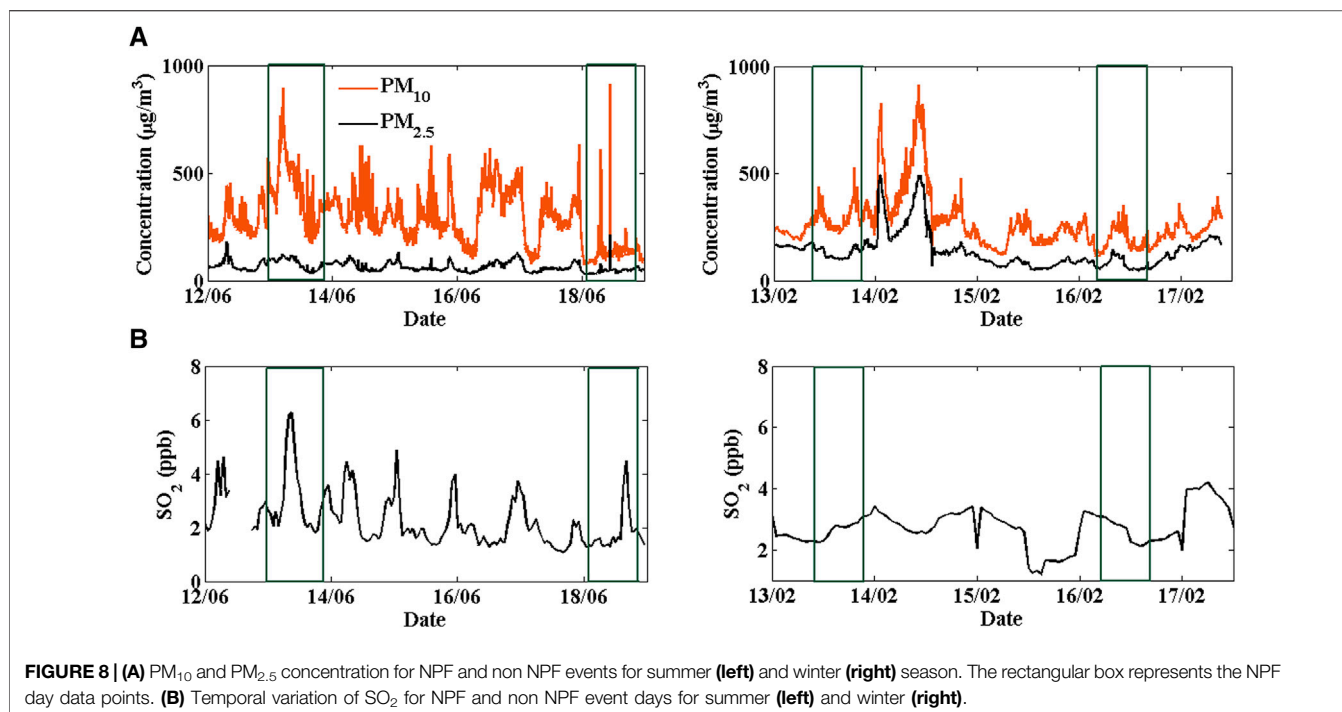 A
1000
500
0
Concentration (μg/m³)
PM₁₀
PM₂.₅
12/06 14/06 16/06 18/06
Date
1000
500
0
Concentration (μg/m³)
13/02 14/02 15/02 16/02 17/02
Date
B
8
6
4
2
0
SO₂ (ppb)
12/06 14/06 16/06 18/06
Date
8
6
4
2
SO₂ (ppb)
13/02 14/02 15/02 16/02 17/02
Date
FIGURE 8 | (A) PM₁₀ and PM₂.₅ concentration for NPF and non NPF events for summer (left) and winter (right) season. The rectangular box represents the NPF
day data points. (B) Temporal variation of SO₂ for NPF and non NPF event days for summer (left) and winter (right).